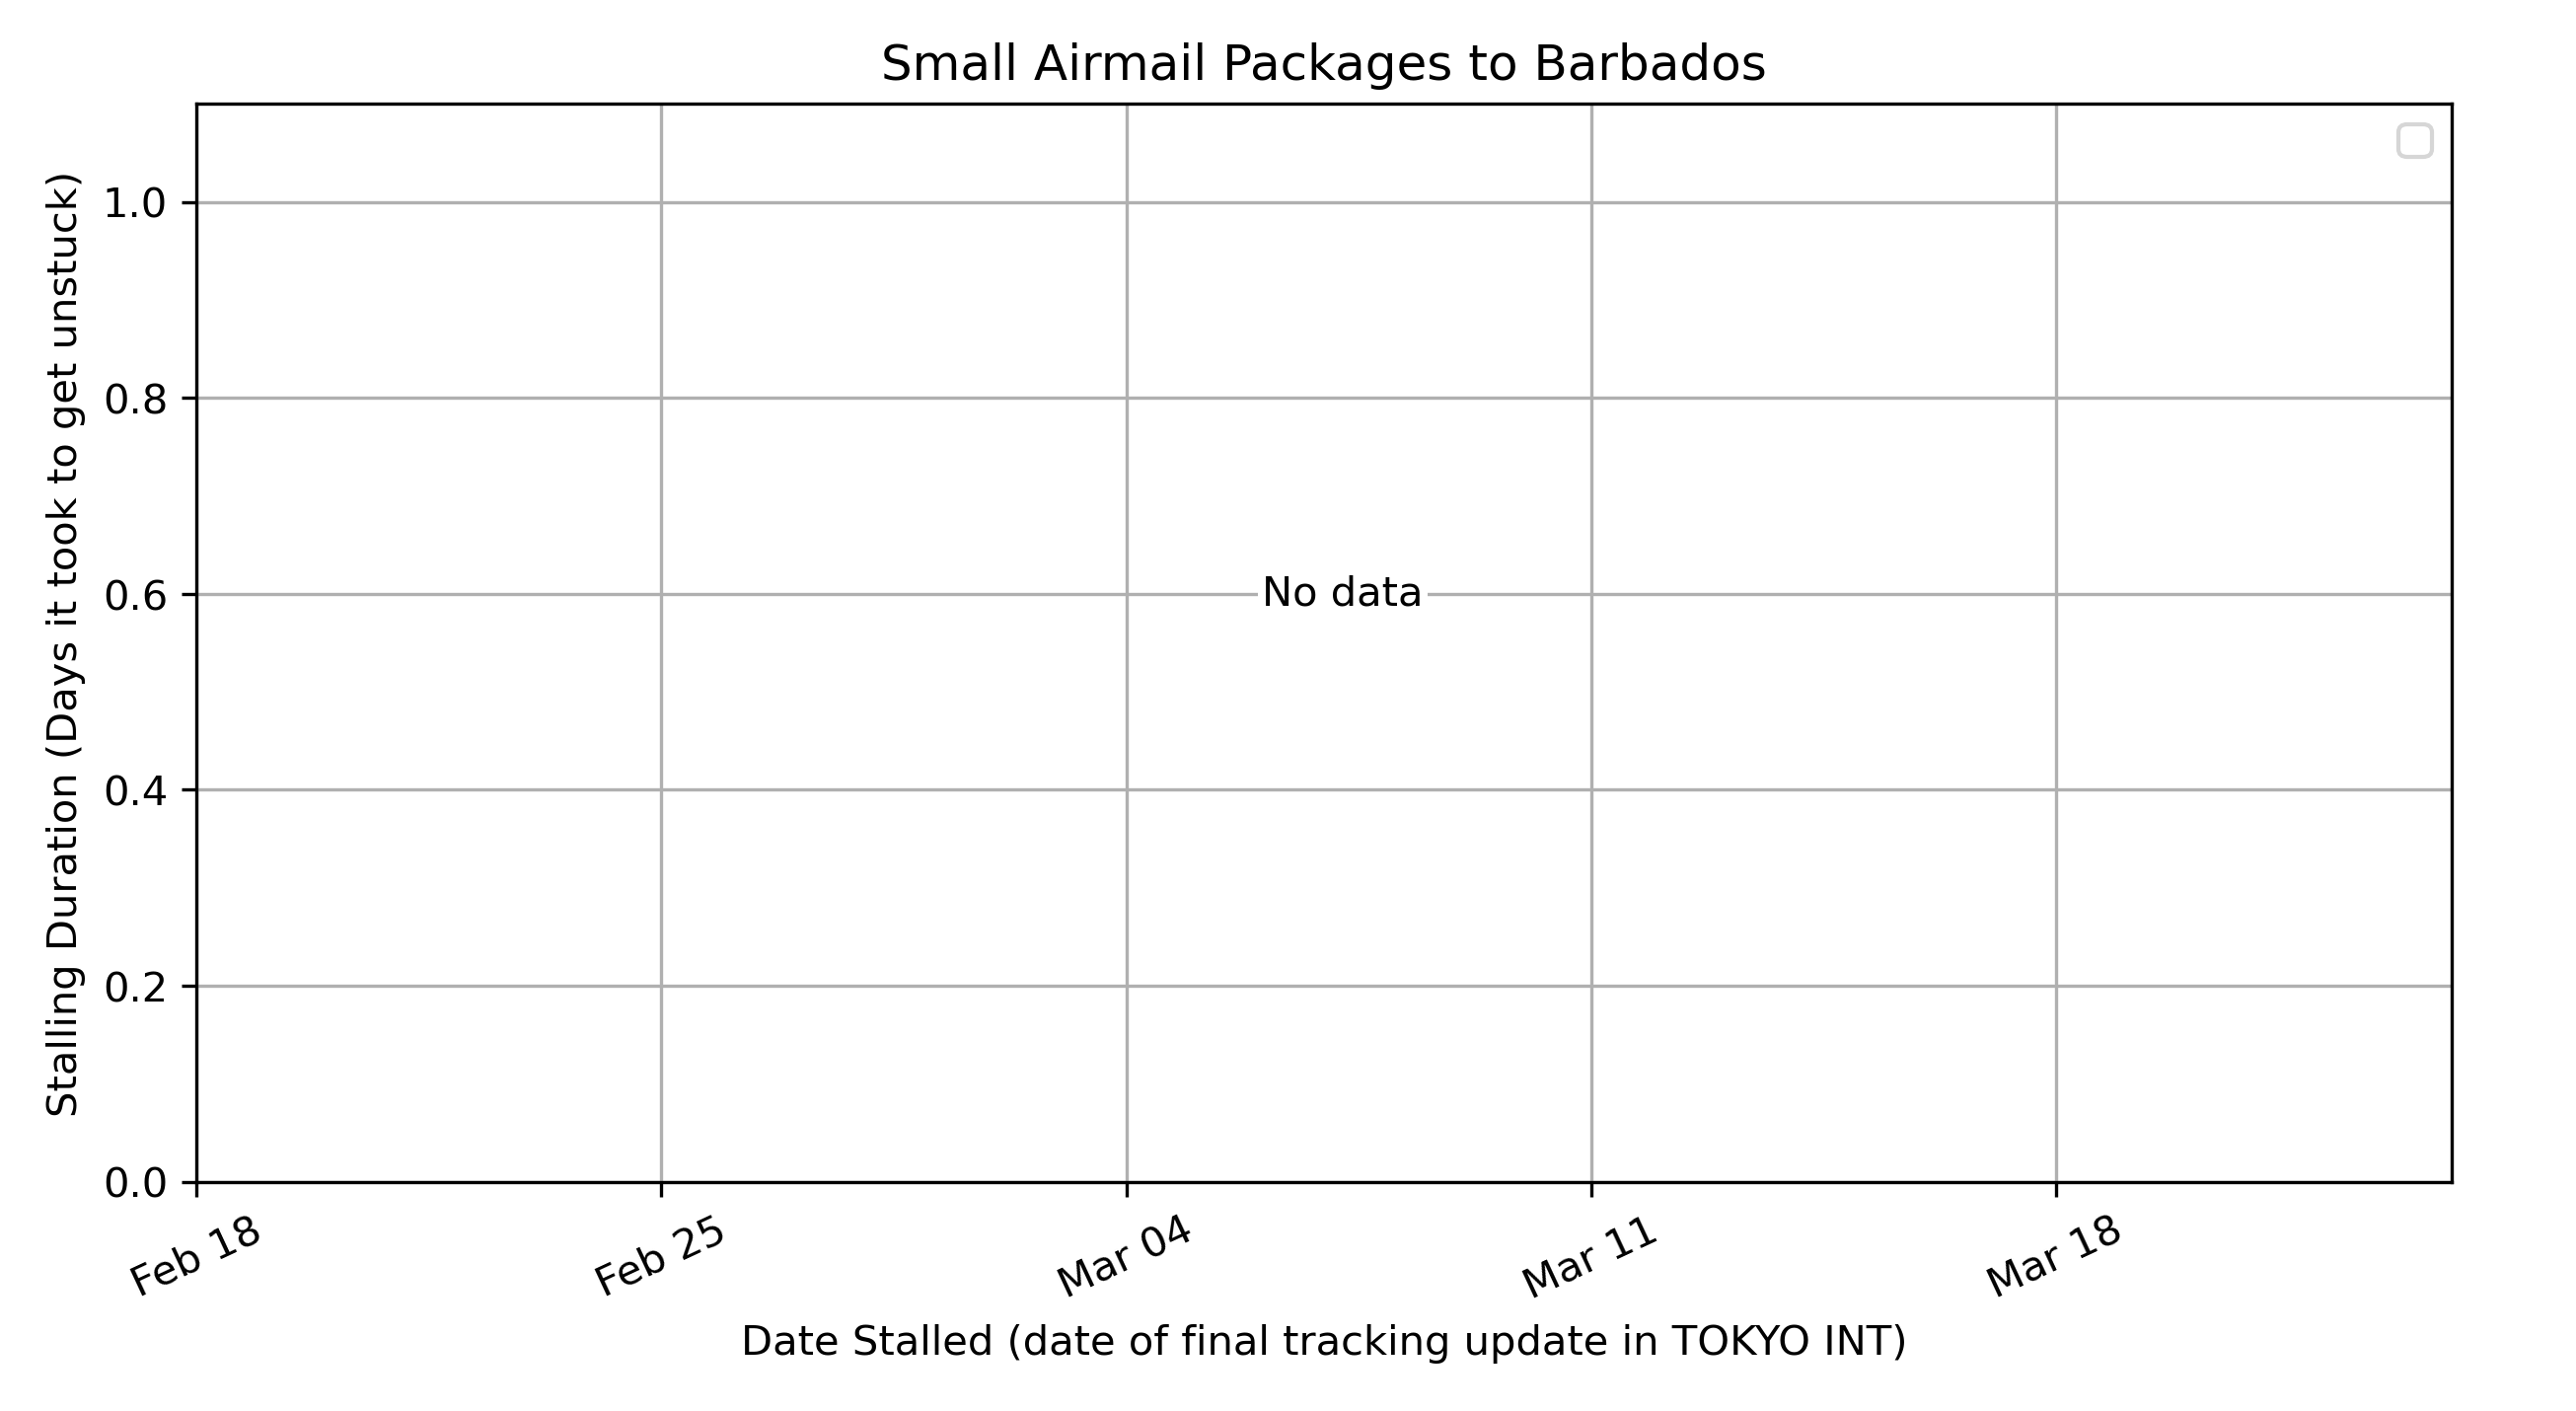 Small Airmail Packages to Barbados
Stalling Duration (Days it took to get unstuck)
1.0
0.8
0.6
0.4
0.2
0.0
No data
Feb 18
Feb 25
Mar 04
Mar 11
Mar 18
Date Stalled (date of final tracking update in TOKYO INT)